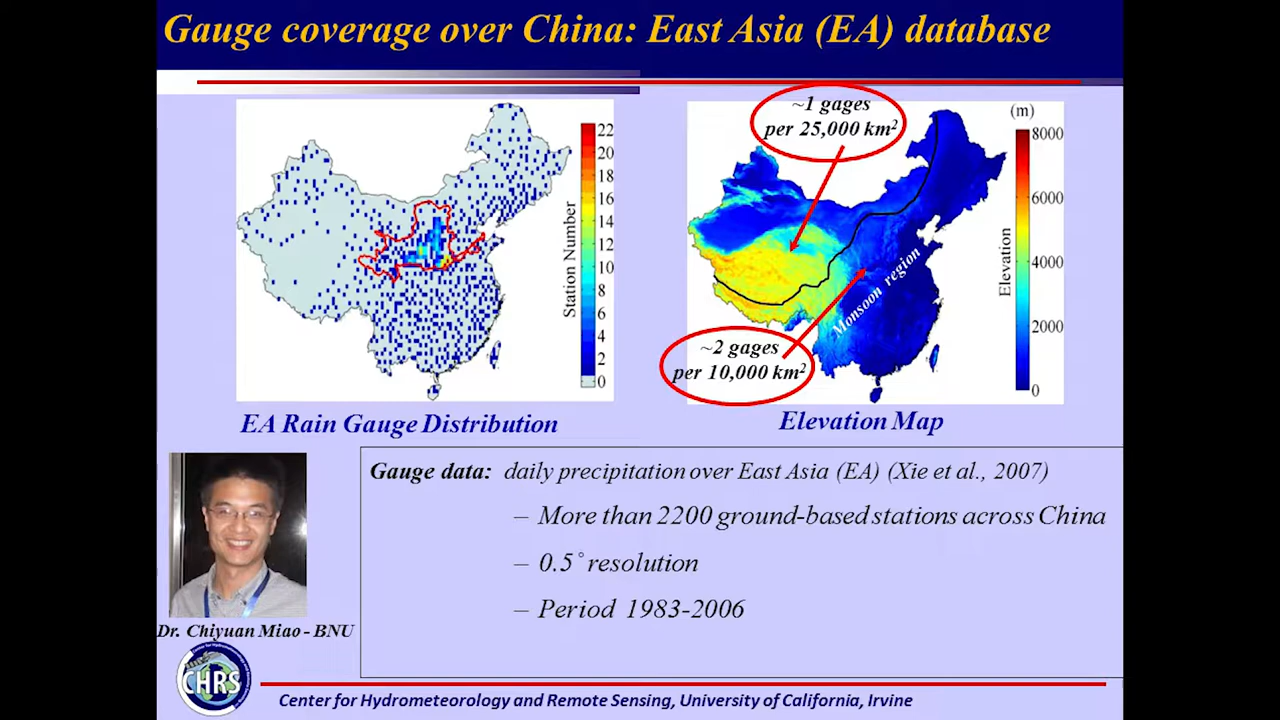 Gauge coverage over China: East Asia (EA) database
22
20
18
16
14
12
10
8
6
4
2
0
Station Number
EA Rain Gauge Distribution
~1 gages
per 25,000 km²
~2 gages
per 10,000 km²
Monsoon region
(m)
8000
6000
4000
2000
0
Elevation
Elevation Map
Gauge data: daily precipitation over East Asia (EA) (Xie et al., 2007)
– More than 2200 ground-based stations across China
– 0.5° resolution
– Period 1983-2006
Dr. Chiyuan Miao - BNU
CHRS
Center for Hydrometeorology and Remote Sensing, University of California, Irvine